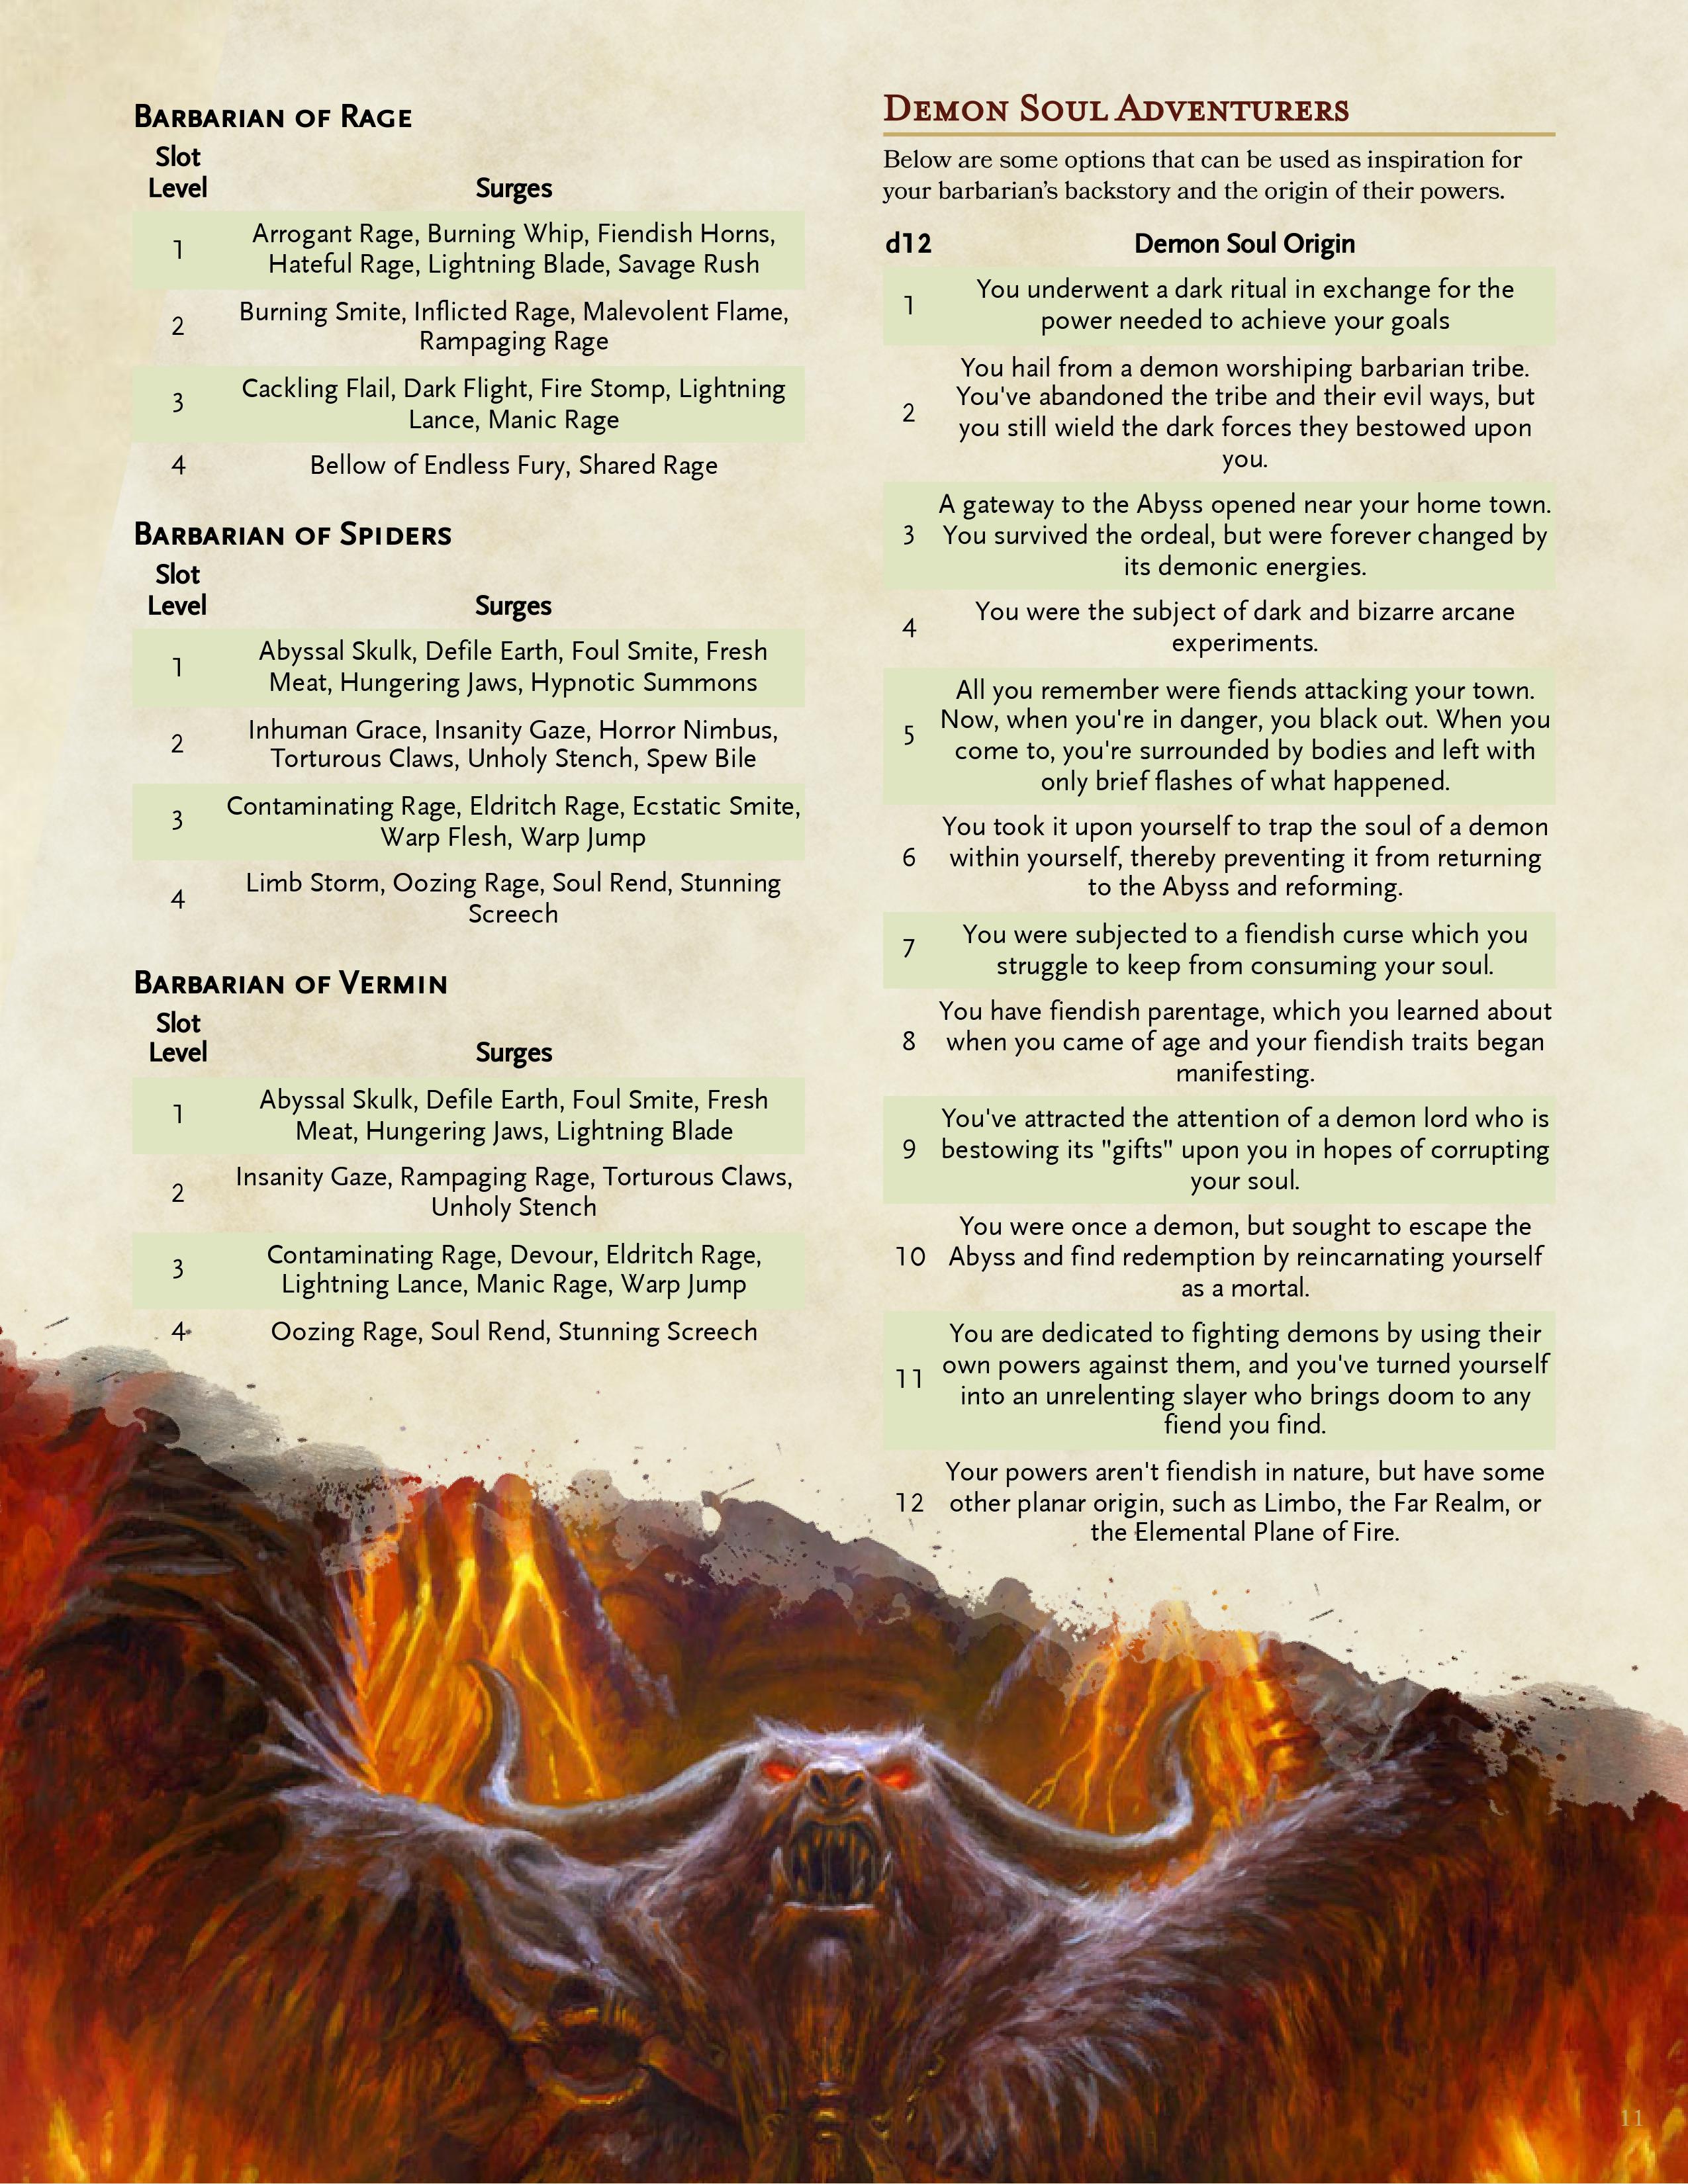 Barbarian of Rage
Slot
Level Surges
1 Arrogant Rage, Burning Whip, Fiendish Horns,
Hateful Rage, Lightning Blade, Savage Rush
2 Burning Smite, Inflicted Rage, Malevolent Flame,
Rampaging Rage
3 Cackling Flail, Dark Flight, Fire Stomp, Lightning
Lance, Manic Rage
4 Bellow of Endless Fury, Shared Rage
Barbarian of Spiders
Slot
Level Surges
1 Abyssal Skulk, Defile Earth, Foul Smite, Fresh
Meat, Hungering Jaws, Hypnotic Summons
2 Inhuman Grace, Insanity Gaze, Horror Nimbus,
Torturous Claws, Unholy Stench, Spew Bile
3 Contaminating Rage, Eldritch Rage, Ecstatic Smite,
Warp Flesh, Warp Jump
4 Limb Storm, Oozing Rage, Soul Rend, Stunning
Screech
Barbarian of Vermin
Slot
Level Surges
1 Abyssal Skulk, Defile Earth, Foul Smite, Fresh
Meat, Hungering Jaws, Lightning Blade
2 Insanity Gaze, Rampaging Rage, Torturous Claws,
Unholy Stench
3 Contaminating Rage, Devour, Eldritch Rage,
Lightning Lance, Manic Rage, Warp Jump
4 Oozing Rage, Soul Rend, Stunning Screech
Demon Soul Adventurers
Below are some options that can be used as inspiration for
your barbarian's backstory and the origin of their powers.
d12 Demon Soul Origin
1 You underwent a dark ritual in exchange for the
power needed to achieve your goals
2 You hail from a demon worshiping barbarian tribe.
You've abandoned the tribe and their evil ways, but
you still wield the dark forces they bestowed upon
you.
3 A gateway to the Abyss opened near your home town.
You survived the ordeal, but were forever changed by
its demonic energies.
4 You were the subject of dark and bizarre arcane
experiments.
5 All you remember were fiends attacking your town.
Now, when you're in danger, you black out. When you
come to, you're surrounded by bodies and left with
only brief flashes of what happened.
6 You took it upon yourself to trap the soul of a demon
within yourself, thereby preventing it from returning
to the Abyss and reforming.
7 You were subjected to a fiendish curse which you
struggle to keep from consuming your soul.
8 You have fiendish parentage, which you learned about
when you came of age and your fiendish traits began
manifesting.
9 You've attracted the attention of a demon lord who is
bestowing its "gifts" upon you in hopes of corrupting
your soul.
10 You were once a demon, but sought to escape the
Abyss and find redemption by reincarnating yourself
as a mortal.
11 You are dedicated to fighting demons by using their
own powers against them, and you've turned yourself
into an unrelenting slayer who brings doom to any
fiend you find.
12 Your powers aren't fiendish in nature, but have some
other planar origin, such as Limbo, the Far Realm, or
the Elemental Plane of Fire.
11